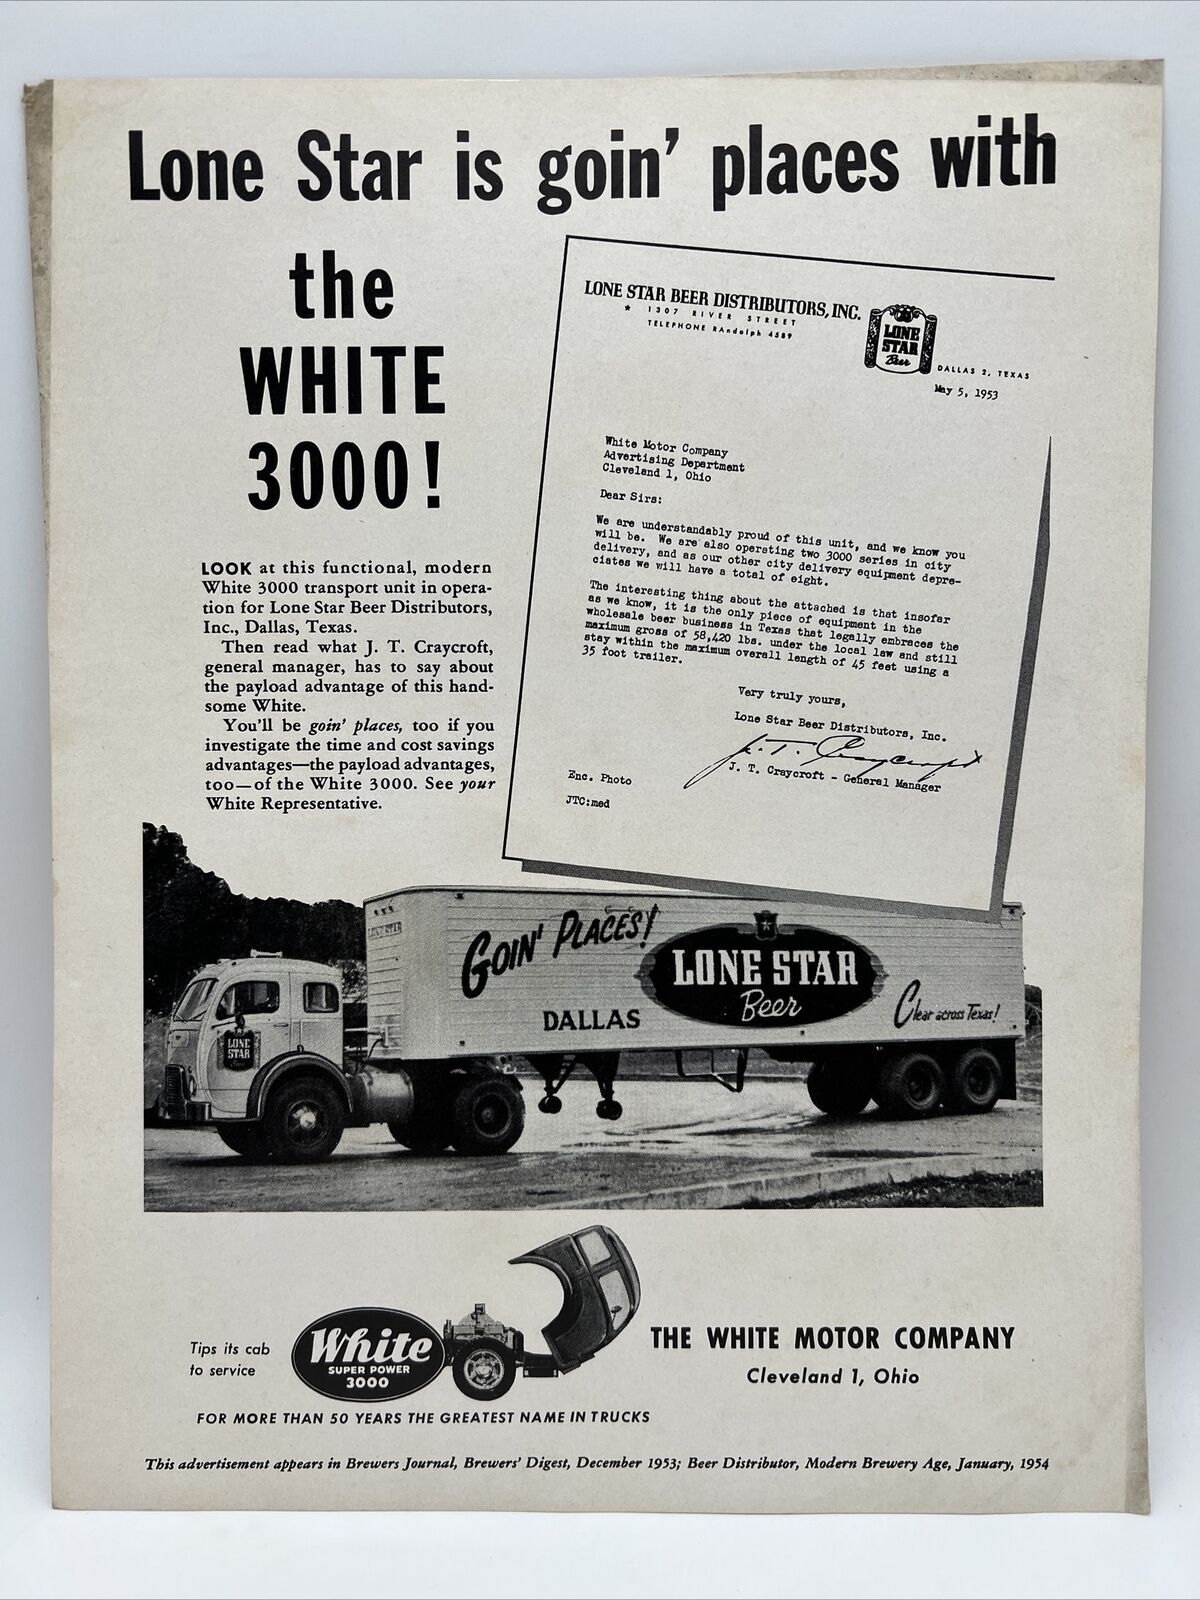 Lone Star is goin' places with
the
WHITE
3000!
LOOK at this functional, modern
White 3000 transport unit in opera-
tion for Lone Star Beer Distributors,
Inc., Dallas, Texas.
Then read what J. T. Craycroft,
general manager, has to say about
the payload advantage of this hand-
some White.
You'll be goin' places, too if you
investigate the time and cost savings
advantages—the payload advantages,
too—of the White 3000. See your
White Representative.
LONE STAR BEER DISTRIBUTORS, INC.
★ 1307 RIVER STREET
TELEPHONE RAndolph 4589
LONE
STAR
Beer
DALLAS 2, TEXAS
May 5, 1953
White Motor Company
Advertising Department
Cleveland 1, Ohio
Dear Sirs:
We are understandably proud of this unit, and we know you
will be. We are also operating two 3000 series in city
delivery, and as our other city delivery equipment depre-
ciates we will have a total of eight.
The interesting thing about the attached is that insofar
as we know, it is the only piece of equipment in the
wholesale beer business in Texas that legally embraces the
maximum gross of 58,420 lbs. under the local law and still
stay within the maximum overall length of 45 feet using a
35 foot trailer.
Very truly yours,
Lone Star Beer Distributors, Inc.
J. T. Craycroft
J. T. Craycroft - General Manager
Enc. Photo
JTC:med
LONE STAR
GOIN' PLACES!
LONE STAR
Beer
DALLAS
Clear across Texas!
LONE
STAR
Tips its cab
to service
White
SUPER POWER
3000
THE WHITE MOTOR COMPANY
Cleveland 1, Ohio
FOR MORE THAN 50 YEARS THE GREATEST NAME IN TRUCKS
This advertisement appears in Brewers Journal, Brewers' Digest, December 1953; Beer Distributor, Modern Brewery Age, January, 1954